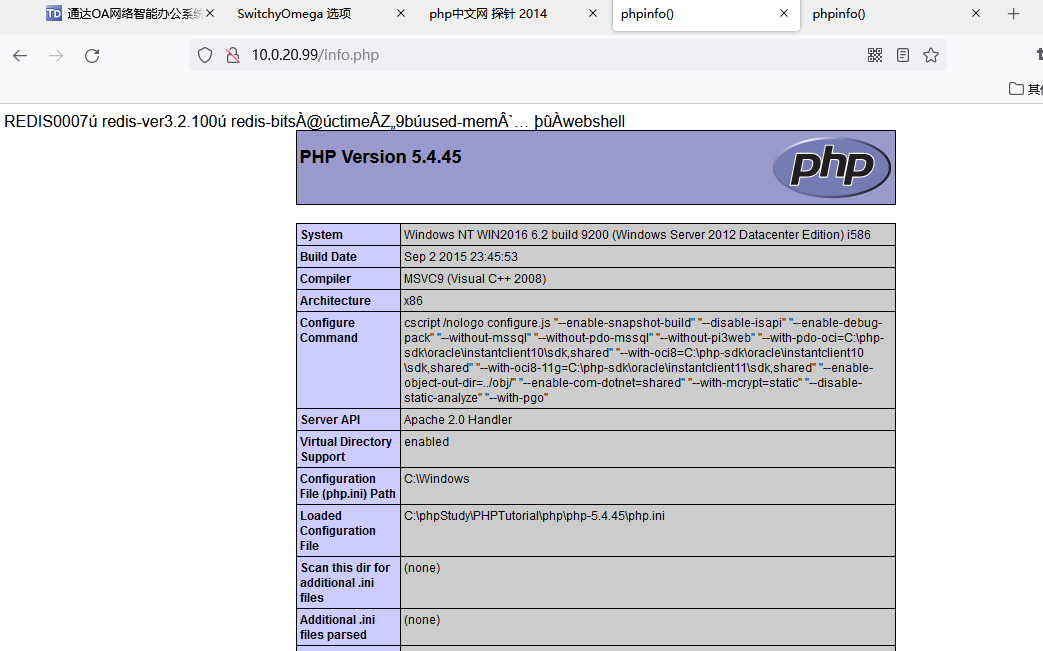 TD 通达OA网络智能办公系统
SwitchyOmega 选项
php中文网 探针 2014
phpinfo()
phpinfo()
10.0.20.99/info.php
REDIS0007ú redis-ver3.2.100ú redis-bitsÀ@úctimeÂZ„9búused-memÂ`… þûÀwebshell
PHP Version 5.4.45
php
System
Windows NT WIN2016 6.2 build 9200 (Windows Server 2012 Datacenter Edition) i586
Build Date
Sep 2 2015 23:45:53
Compiler
MSVC9 (Visual C++ 2008)
Architecture
x86
Configure
Command
cscript /nologo configure.js "--enable-snapshot-build" "--disable-isapi" "--enable-debug-
pack" "--without-mssql" "--without-pdo-mssql" "--without-pi3web" "--with-pdo-oci=C:\php-
sdk\oracle\instantclient10\sdk,shared" "--with-oci8=C:\php-sdk\oracle\instantclient10
\sdk,shared" "--with-oci8-11g=C:\php-sdk\oracle\instantclient11\sdk,shared" "--enable-
object-out-dir=../obj/" "--enable-com-dotnet=shared" "--with-mcrypt=static" "--disable-
static-analyze" "--with-pgo"
Server API
Apache 2.0 Handler
Virtual Directory
Support
enabled
Configuration
File (php.ini) Path
C:\Windows
Loaded
Configuration
File
C:\phpStudy\PHPTutorial\php\php-5.4.45\php.ini
Scan this dir for
additional .ini
files
(none)
Additional .ini
files parsed
(none)